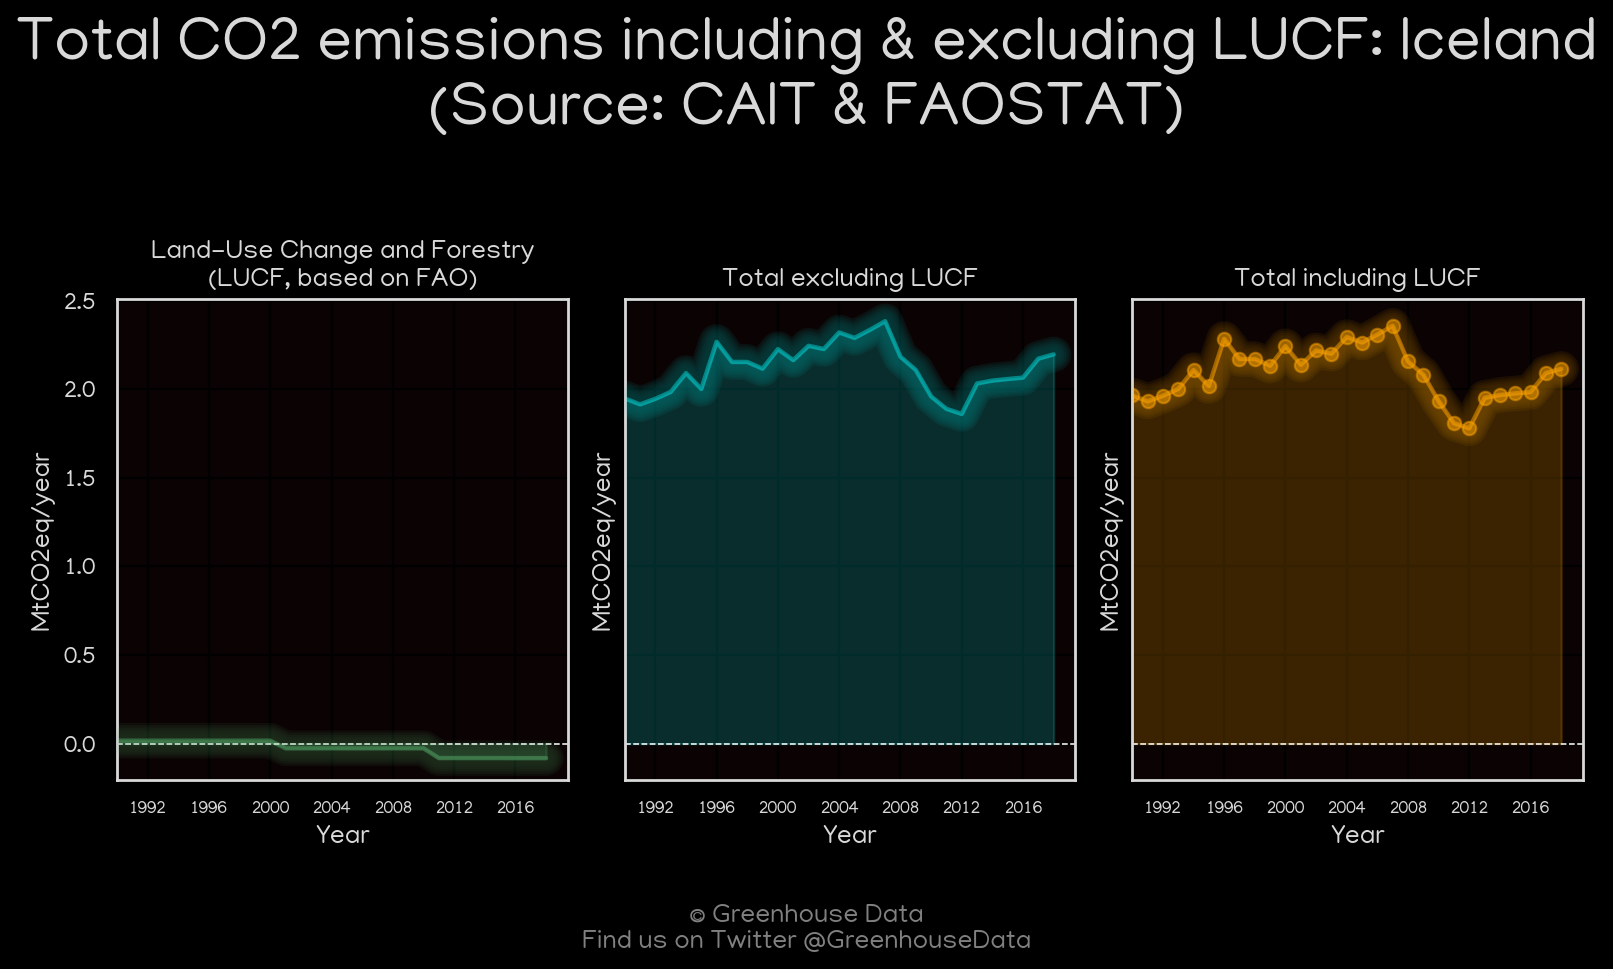 Total CO2 emissions including & excluding LUCF: Iceland
(Source: CAIT & FAOSTAT)
Land-Use Change and Forestry
(LUCF, based on FAO)
Total excluding LUCF
Total including LUCF
2.5
2.0
1.5
1.0
0.5
0.0
MtCO2eq/year
MtCO2eq/year
MtCO2eq/year
1992 1996 2000 2004 2008 2012 2016
1992 1996 2000 2004 2008 2012 2016
1992 1996 2000 2004 2008 2012 2016
Year
Year
Year
© Greenhouse Data
Find us on Twitter @GreenhouseData